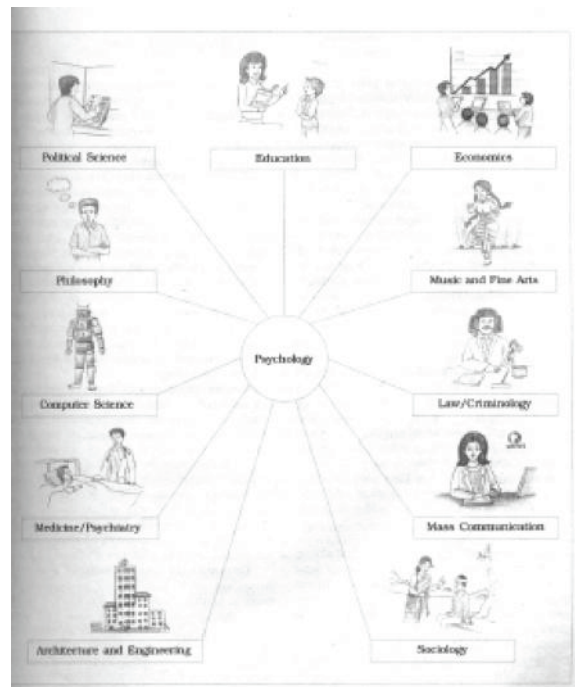 Political Science
Education
Economics
Philosophy
Music and Fine Arts
Psychology
Computer Science
Law/Criminology
Medicine/Psychiatry
Mass Communication
Architecture and Engineering
Sociology